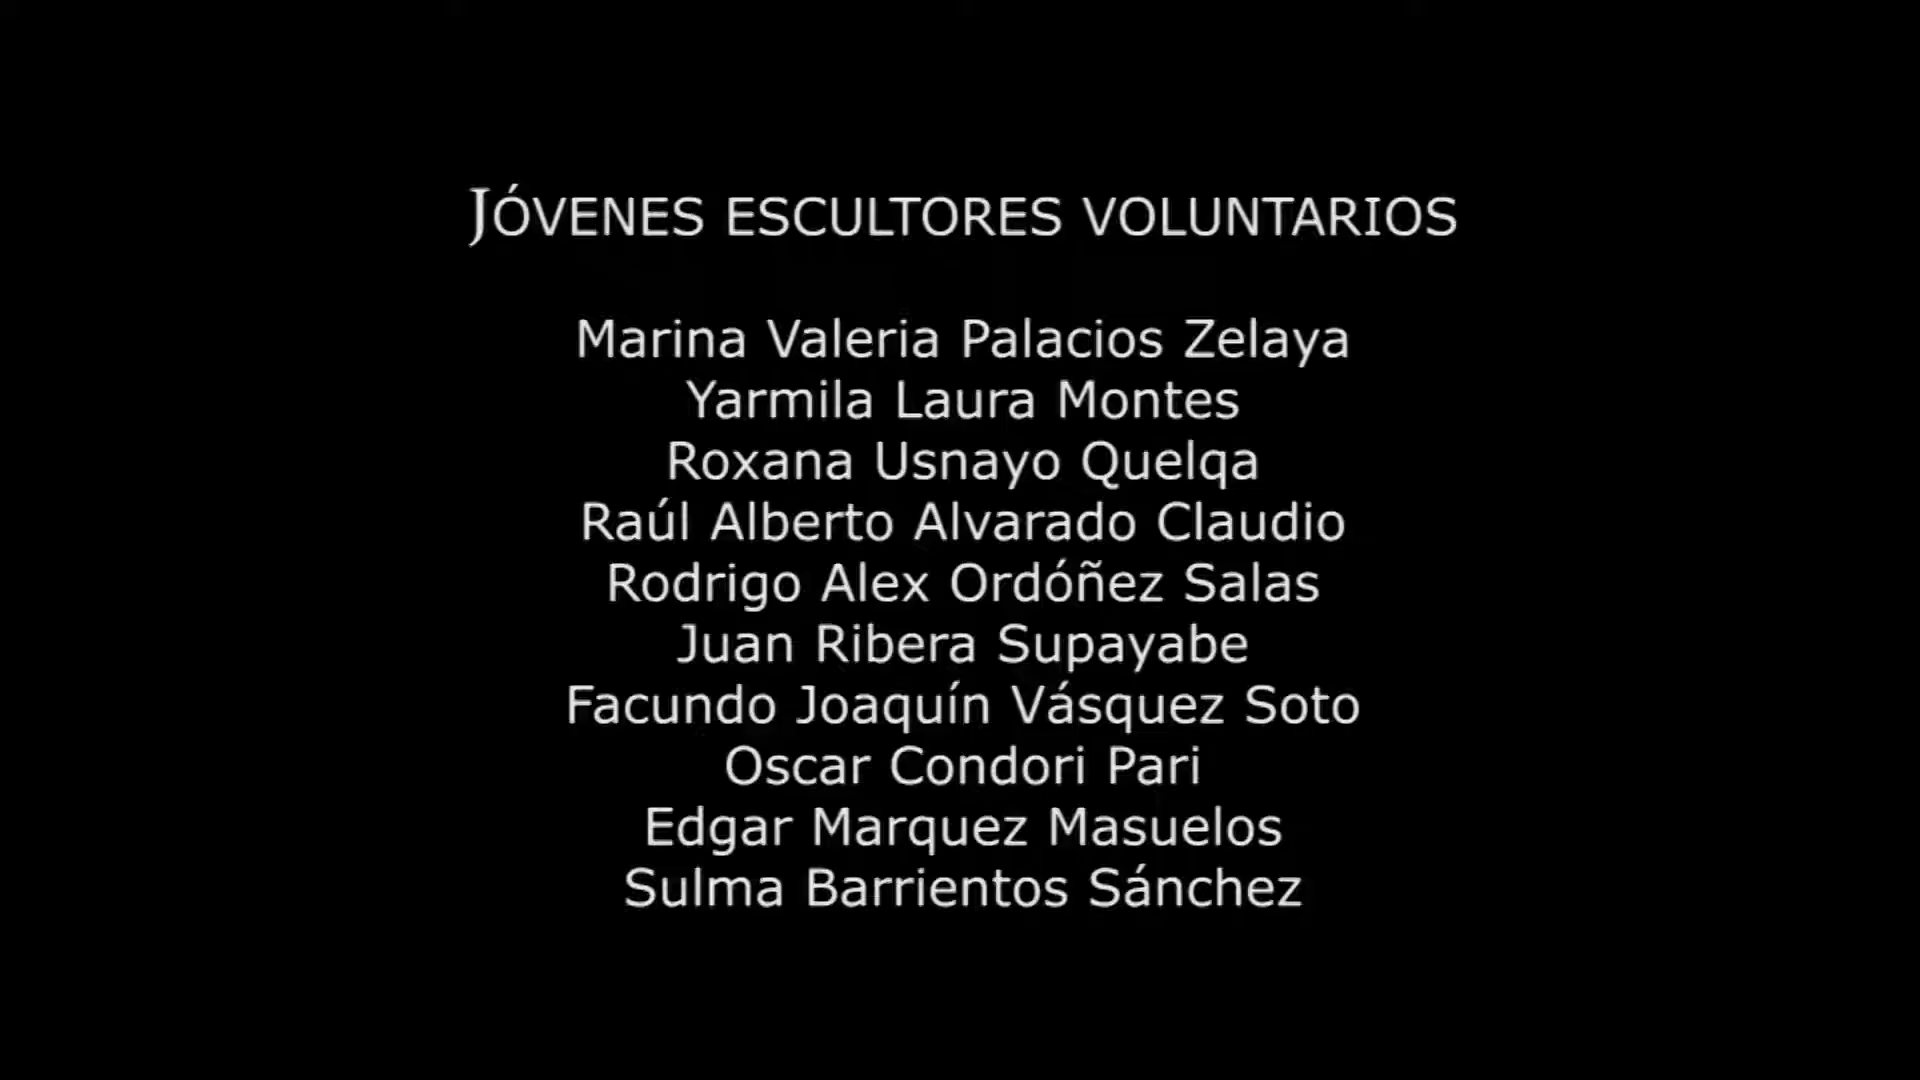 JÓVENES ESCULTORES VOLUNTARIOS
Marina Valeria Palacios Zelaya
Yarmila Laura Montes
Roxana Usnayo Quelqa
Raúl Alberto Alvarado Claudio
Rodrigo Alex Ordóñez Salas
Juan Ribera Supayabe
Facundo Joaquín Vásquez Soto
Oscar Condori Pari
Edgar Marquez Masuelos
Sulma Barrientos Sánchez